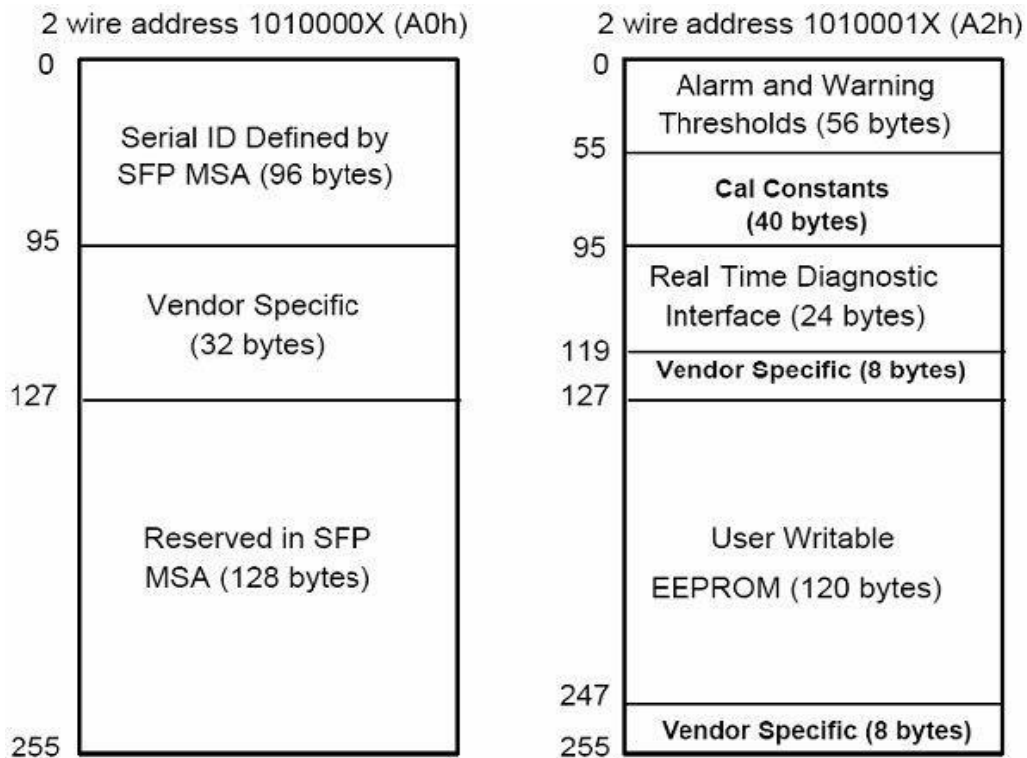 2 wire address 1010000X (A0h)
0
Serial ID Defined by
SFP MSA (96 bytes)
95
Vendor Specific
(32 bytes)
127
Reserved in SFP
MSA (128 bytes)
255
2 wire address 1010001X (A2h)
0
Alarm and Warning
Thresholds (56 bytes)
55
Cal Constants
(40 bytes)
95
Real Time Diagnostic
Interface (24 bytes)
119
Vendor Specific (8 bytes)
127
User Writable
EEPROM (120 bytes)
247
Vendor Specific (8 bytes)
255